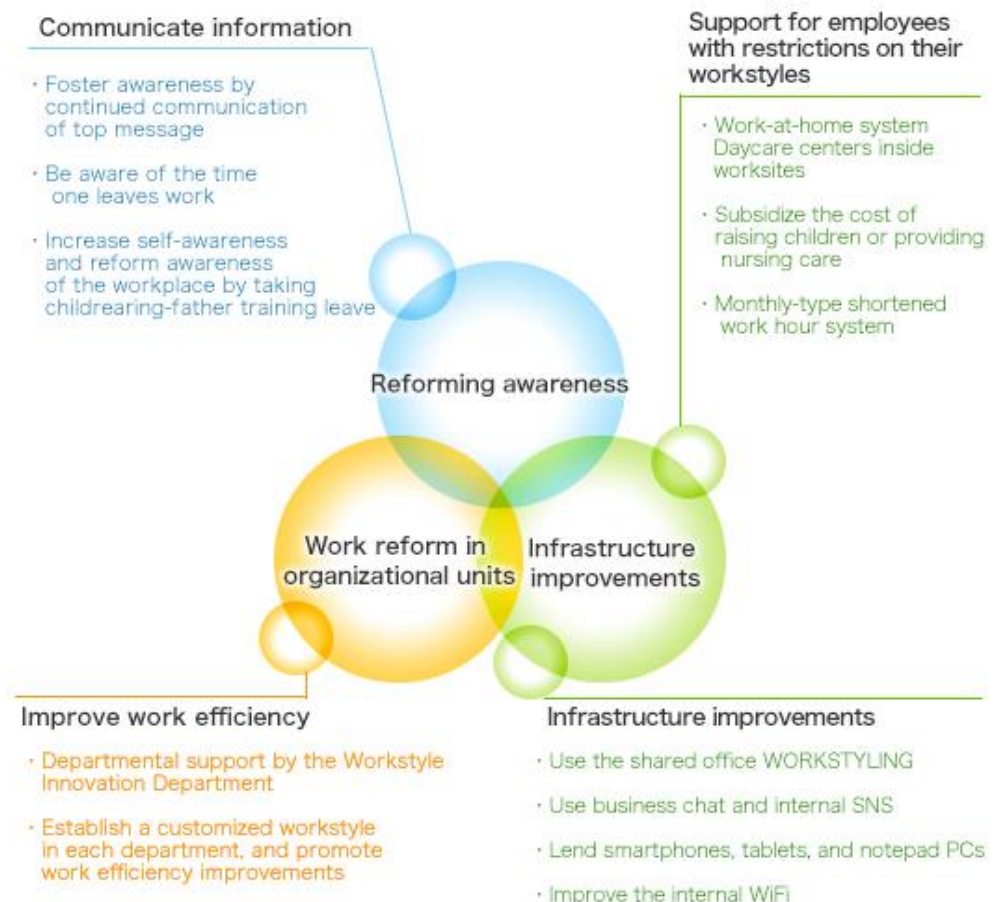 Communicate information
· Foster awareness by
continued communication
of top message
· Be aware of the time
one leaves work
· Increase self-awareness
and reform awareness
of the workplace by taking
childrearing-father training leave
Support for employees
with restrictions on their
workstyles
· Work-at-home system
Daycare centers inside
worksites
· Subsidize the cost of
raising children or providing
nursing care
· Monthly-type shortened
work hour system
Reforming awareness
Work reform in
organizational units
Infrastructure
improvements
Improve work efficiency
· Departmental support by the Workstyle
Innovation Department
· Establish a customized workstyle
in each department, and promote
work efficiency improvements
Infrastructure improvements
· Use the shared office WORKSTYLING
· Use business chat and internal SNS
· Lend smartphones, tablets, and notepad PCs
· Improve the internal WiFi